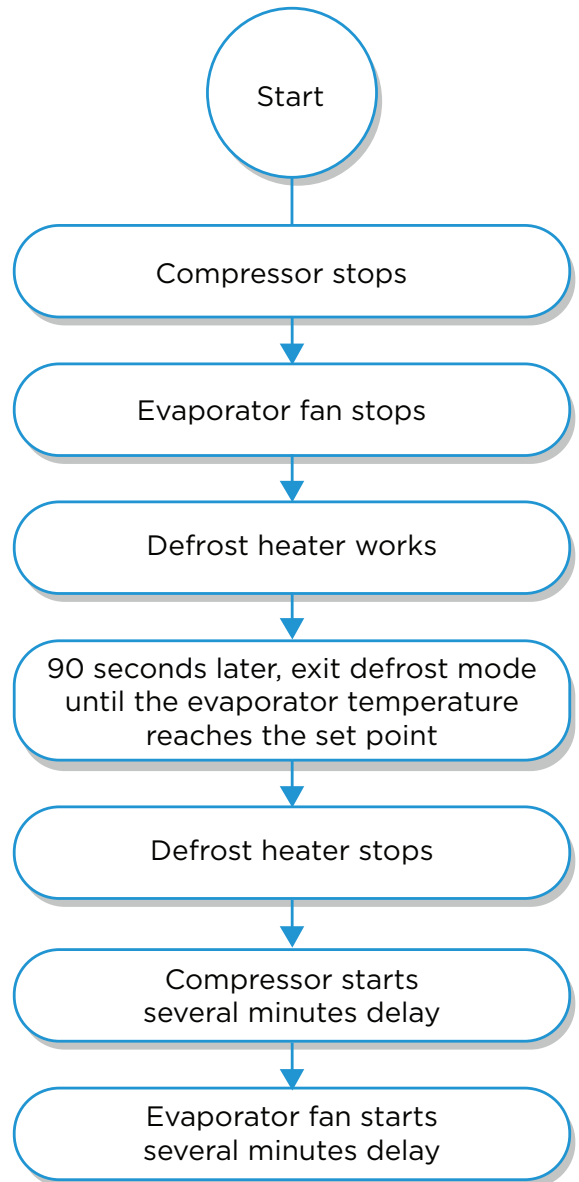 Start
Compressor stops
Evaporator fan stops
Defrost heater works
90 seconds later, exit defrost mode
until the evaporator temperature
reaches the set point
Defrost heater stops
Compressor starts
several minutes delay
Evaporator fan starts
several minutes delay